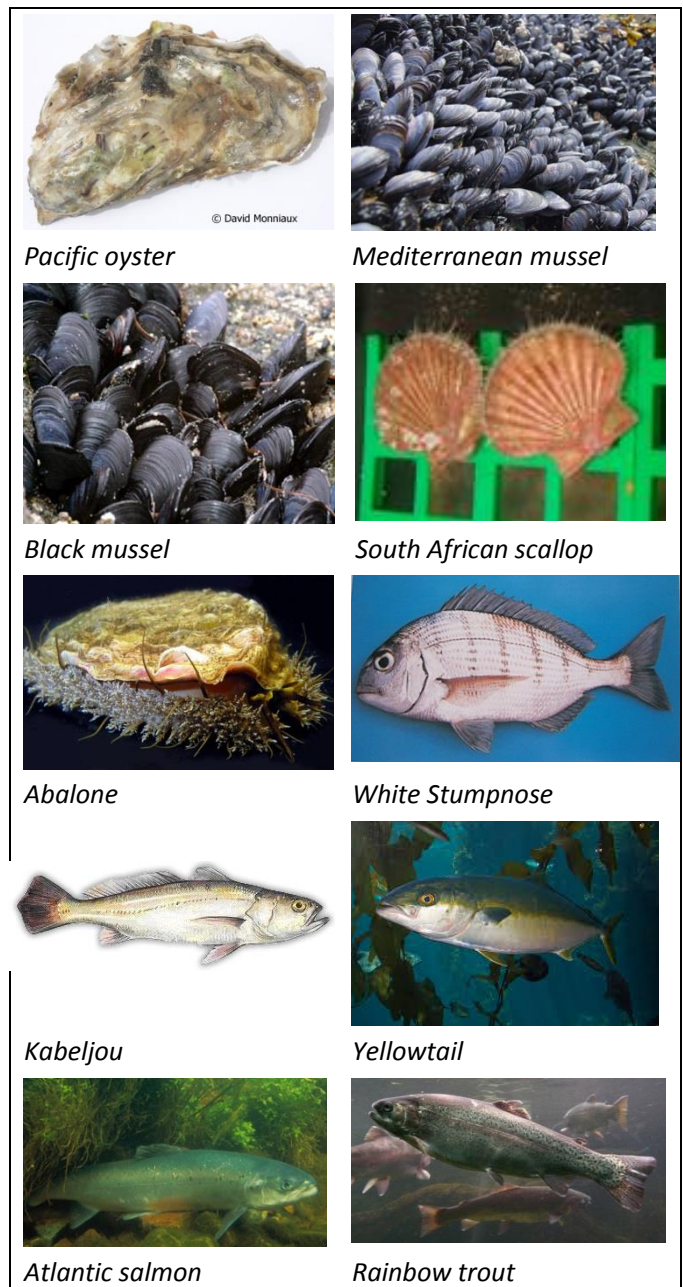 © David Monniaux
Pacific oyster
Mediterranean mussel
Black mussel
South African scallop
Abalone
White Stumpnose
Kabeljou
Yellowtail
Atlantic salmon
Rainbow trout